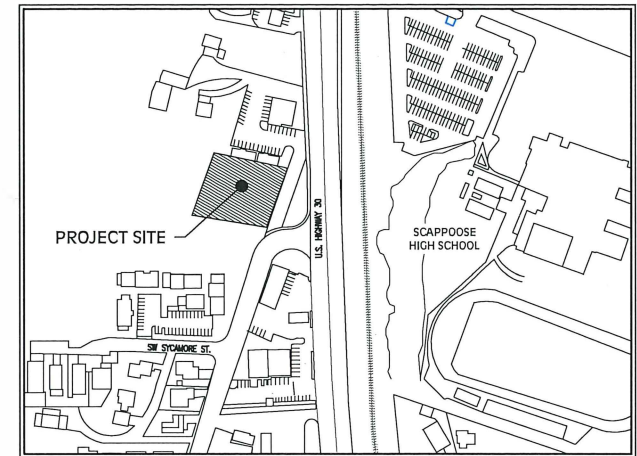 PROJECT SITE
U.S. HIGHWAY 30
SCAPPOOSE
HIGH SCHOOL
SW SYCAMORE ST.